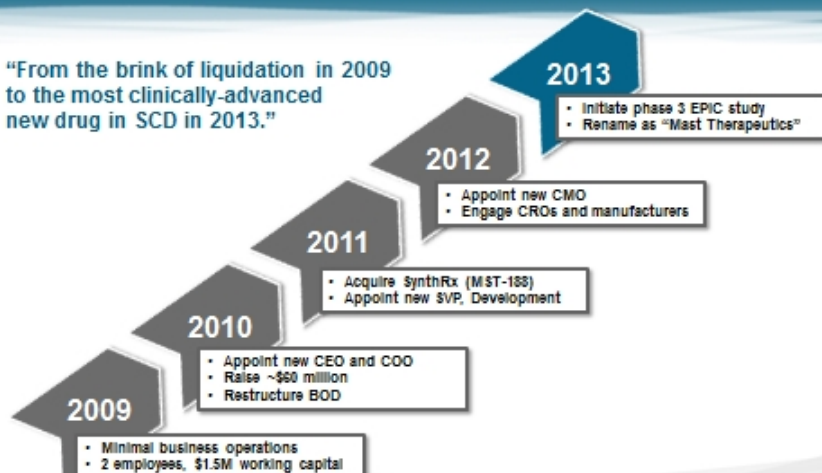 “From the brink of liquidation in 2009
to the most clinically-advanced
new drug in SCD in 2013.”
2013
• Initiate phase 3 EPIC study
• Rename as “Mast Therapeutics”
2012
• Appoint new CMO
• Engage CROs and manufacturers
2011
• Acquire SynthRx (MST-188)
• Appoint new SVP, Development
2010
• Appoint new CEO and COO
• Raise ~$60 million
• Restructure BOD
2009
• Minimal business operations
• 2 employees, $1.5M working capital